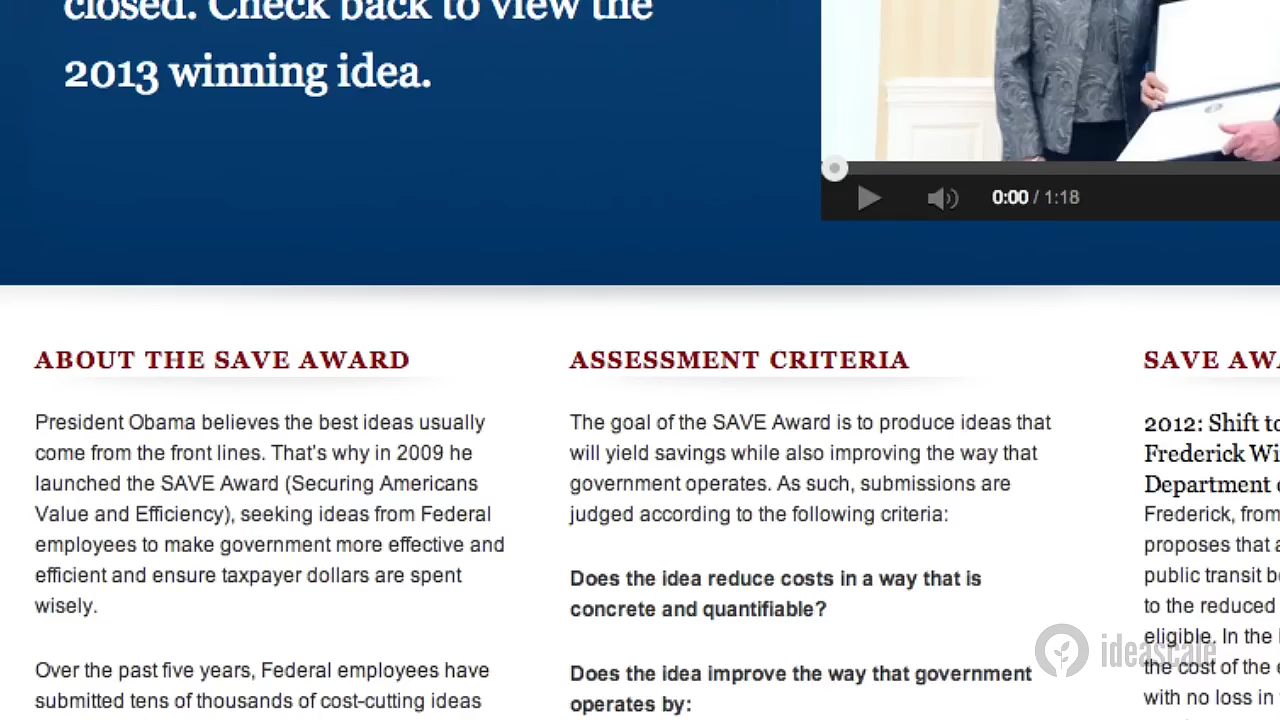 closed. Check back to view the
2013 winning idea.
0:00 / 1:18
ABOUT THE SAVE AWARD
President Obama believes the best ideas usually
come from the front lines. That's why in 2009 he
launched the SAVE Award (Securing Americans
Value and Efficiency), seeking ideas from Federal
employees to make government more effective and
efficient and ensure taxpayer dollars are spent
wisely.
Over the past five years, Federal employees have
submitted tens of thousands of cost-cutting ideas
ASSESSMENT CRITERIA
The goal of the SAVE Award is to produce ideas that
will yield savings while also improving the way that
government operates. As such, submissions are
judged according to the following criteria:
Does the idea reduce costs in a way that is
concrete and quantifiable?
Does the idea improve the way that government
operates by:
SAVE AWA
2012: Shift to
Frederick Wi
Department
Frederick, from
proposes that a
public transit be
to the reduced
eligible. In the
the cost of the
with no loss in
ideascale